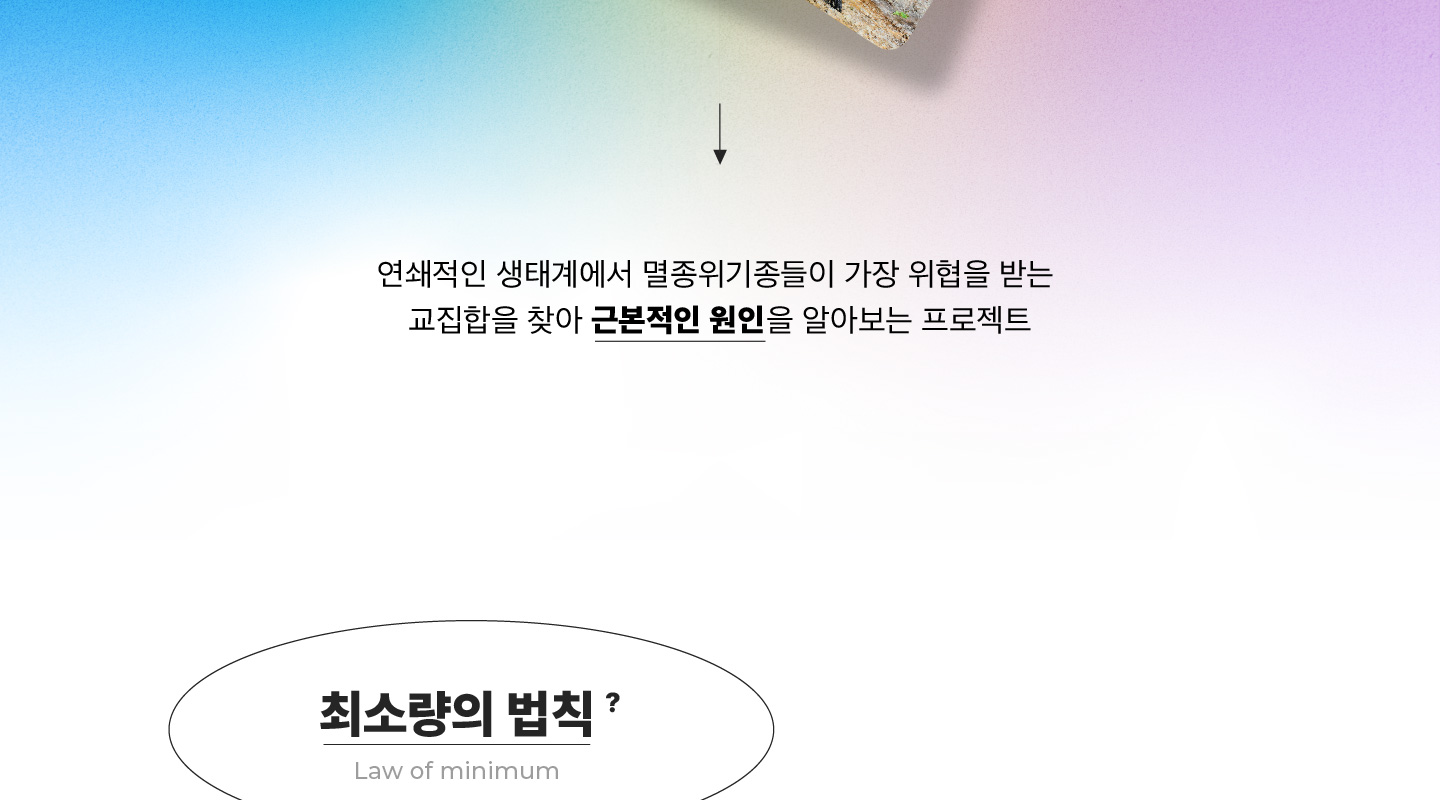 연쇄적인 생태계에서 멸종위기종들이 가장 위협을 받는
교집합을 찾아 근본적인 원인을 알아보는 프로젝트
최소량의 법칙 ?
Law of minimum